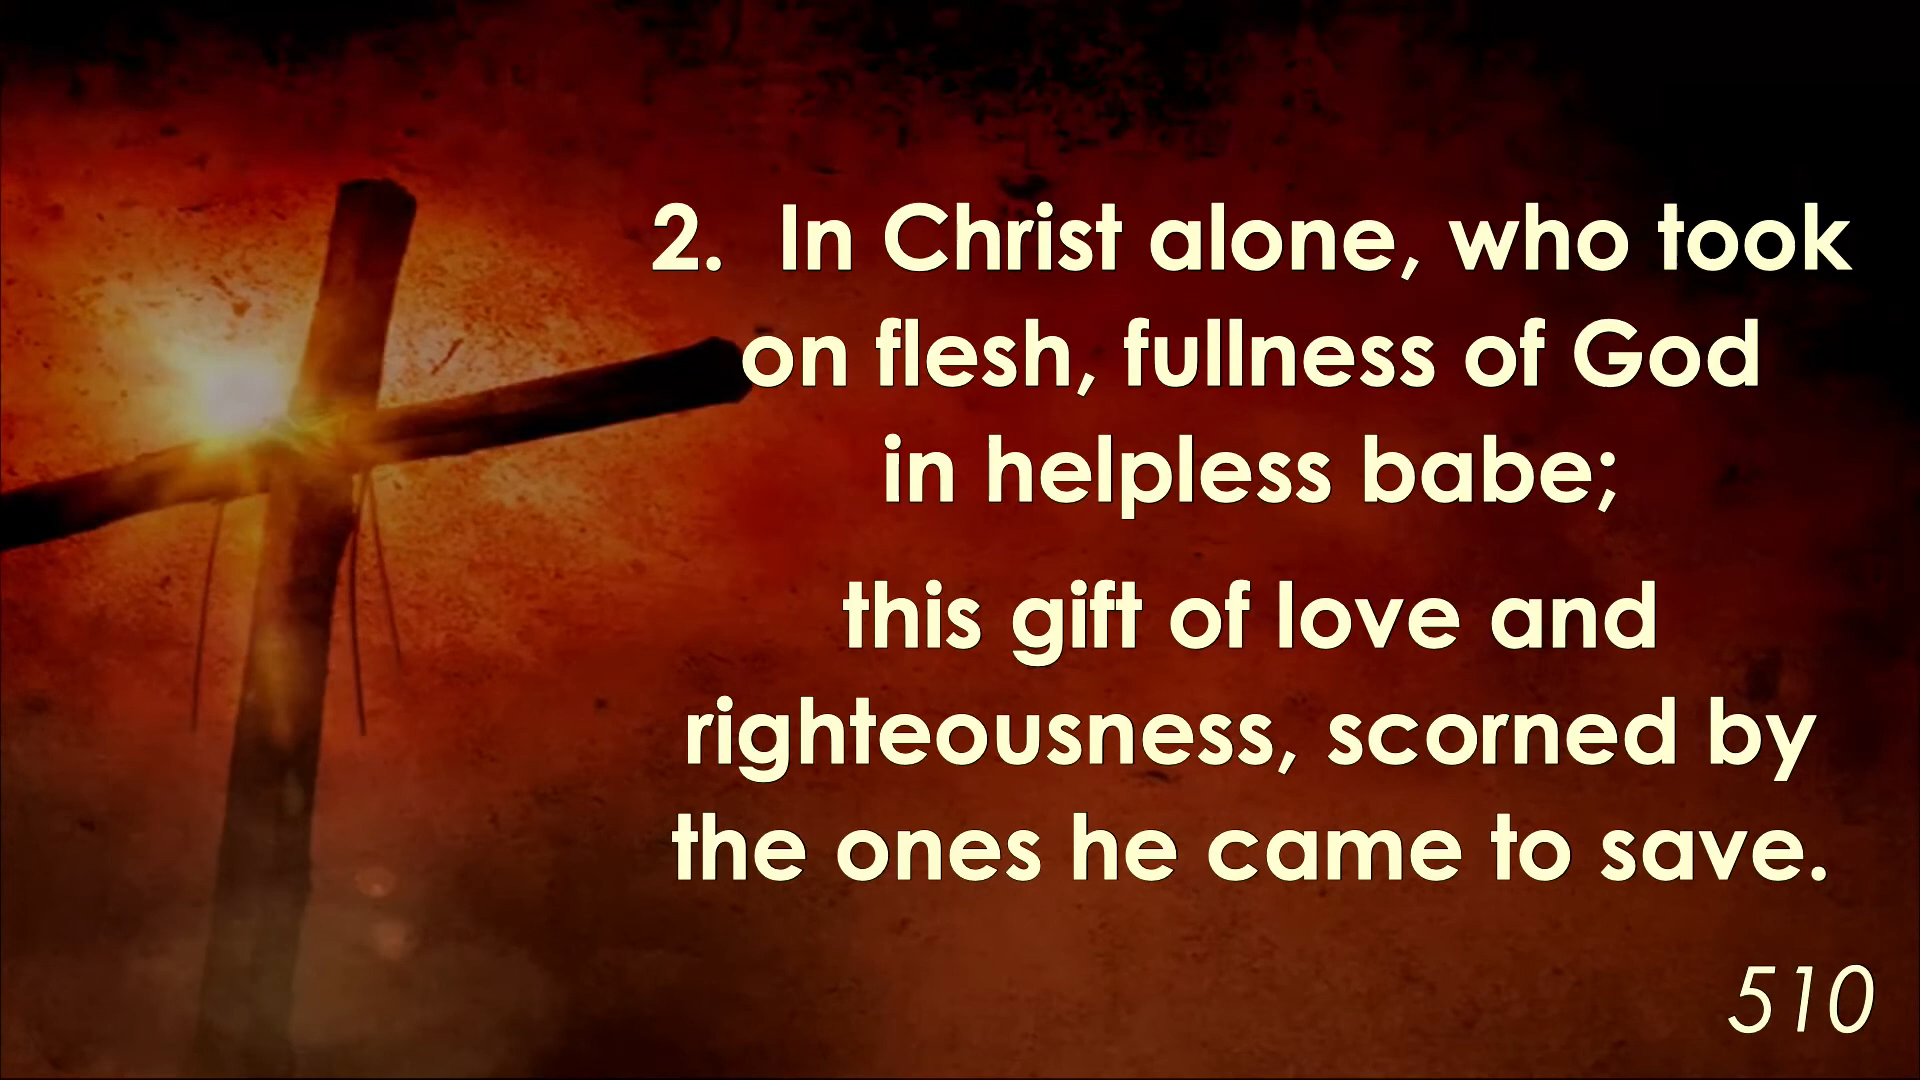 2. In Christ alone, who took
on flesh, fullness of God
in helpless babe;
this gift of love and
righteousness, scorned by
the ones he came to save.
510